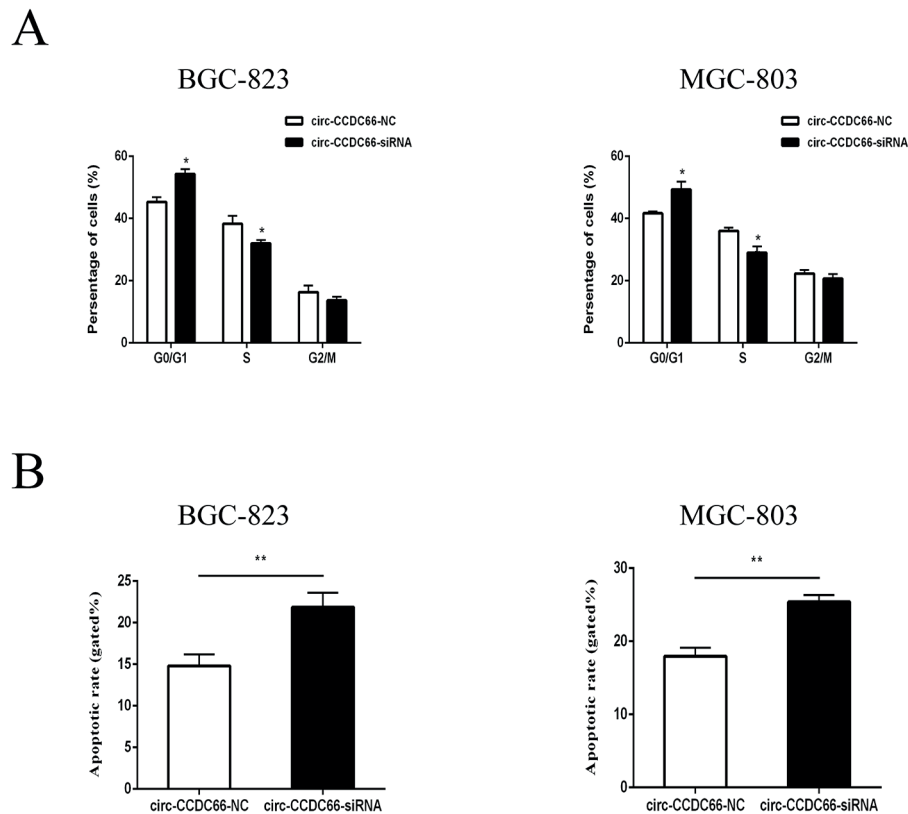 A
BGC-823
circ-CCDC66-NC
circ-CCDC66-siRNA
Persentage of cells (%)
60
40
20
0
*
*
G0/G1 S G2/M
MGC-803
circ-CCDC66-NC
circ-CCDC66-siRNA
Persentage of cells (%)
60
40
20
0
*
*
G0/G1 S G2/M
B
BGC-823
**
Apoptotic rate (gated%)
25
20
15
10
5
0
circ-CCDC66-NC circ-CCDC66-siRNA
MGC-803
**
Apoptotic rate (gated%)
30
20
10
0
circ-CCDC66-NC circ-CCDC66-siRNA